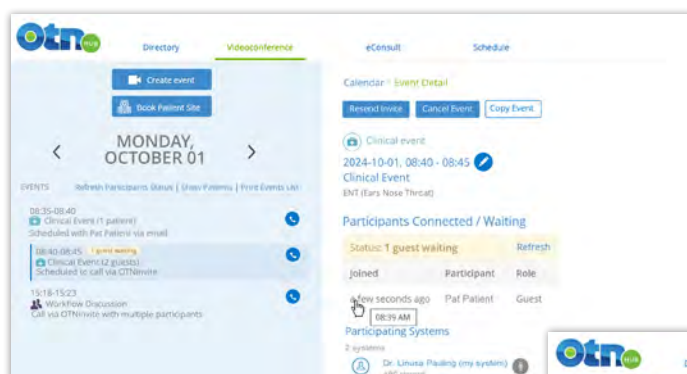 Otn hub
Directory
Videoconference
eConsult
Schedule
Create event
Book Patient Site
MONDAY,
OCTOBER 01
EVENTS
Refresh Participants Status | Show Patients | Print Events List
08:35-08:40
Clinical Event (1 patient)
Scheduled with Pat Patient via email
08:40-08:45 1 guest waiting
Clinical Event (2 guests)
Scheduled to call via OTNinvite
15:18-15:23
Workflow Discussion
Call via OTNinvite with multiple participants
Calendar Event Detail
Resend Invite
Cancel Event
Copy Event
Clinical event
2024-10-01, 08:40 - 08:45
Clinical Event
ENT (Ears Nose Throat)
Participants Connected / Waiting
Status: 1 guest waiting Refresh
Joined Participant Role
a few seconds ago Pat Patient Guest
08:39 AM
Participating Systems
2 systems
Dr. Linusa Pauling (my system)
Otn